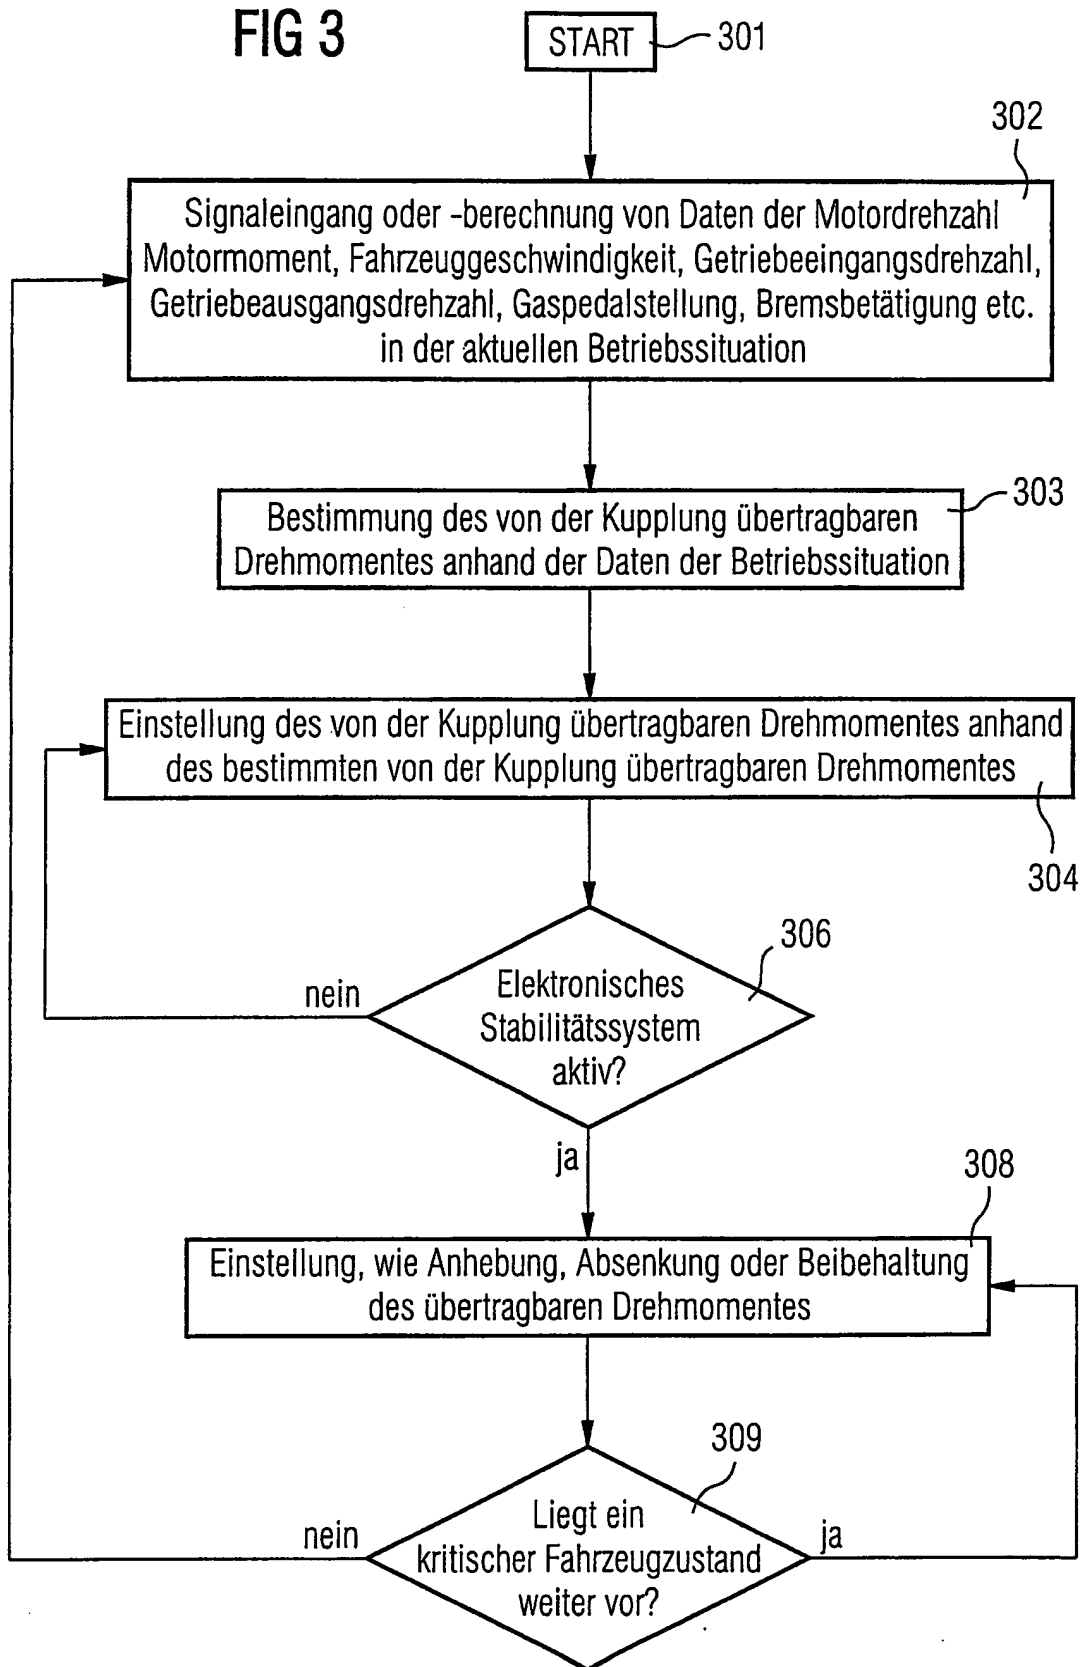 FIG 3
START
301
302
Signaleingang oder -berechnung von Daten der Motordrehzahl
Motormoment, Fahrzeuggeschwindigkeit, Getriebeeingangsdrehzahl,
Getriebeausgangsdrehzahl, Gaspedalstellung, Bremsbetätigung etc.
in der aktuellen Betriebssituation
303
Bestimmung des von der Kupplung übertragbaren
Drehmomentes anhand der Daten der Betriebssituation
Einstellung des von der Kupplung übertragbaren Drehmomentes anhand
des bestimmten von der Kupplung übertragbaren Drehmomentes
304
306
nein
Elektronisches
Stabilitätssystem
aktiv?
ja
308
Einstellung, wie Anhebung, Absenkung oder Beibehaltung
des übertragbaren Drehmomentes
309
nein
Liegt ein
kritischer Fahrzeugzustand
weiter vor?
ja